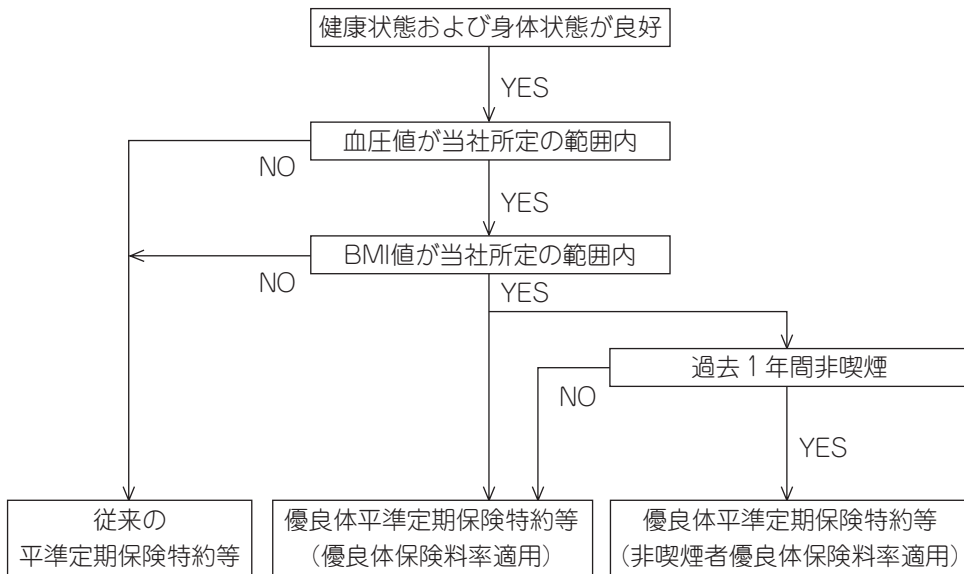 健康状態および身体状態が良好
YES
血圧値が当社所定の範囲内
NO
YES
BMI値が当社所定の範囲内
NO
YES
過去1年間非喫煙
NO
YES
従来の
平準定期保険特約等
優良体平準定期保険特約等
(優良体保険料率適用)
優良体平準定期保険特約等
(非喫煙者優良体保険料率適用)